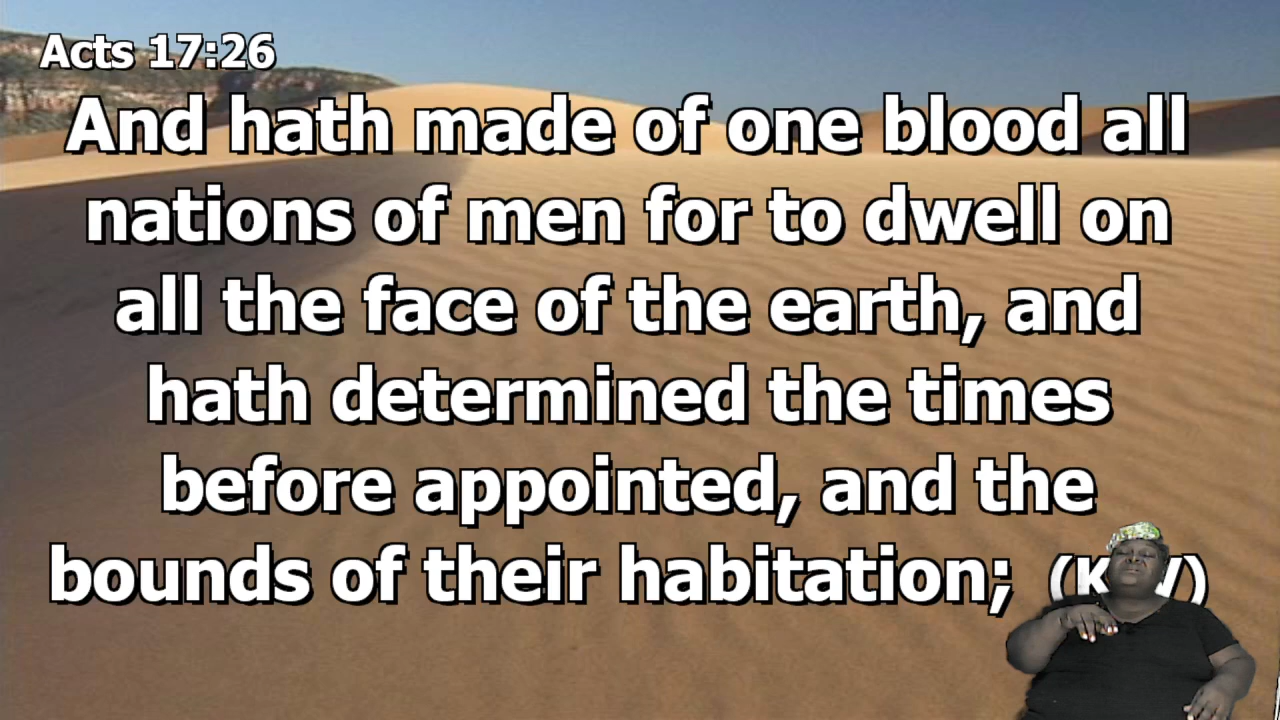 Acts 17:26
And hath made of one blood all
nations of men for to dwell on
all the face of the earth, and
hath determined the times
before appointed, and the
bounds of their habitation;